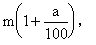 m(1 + a/100),